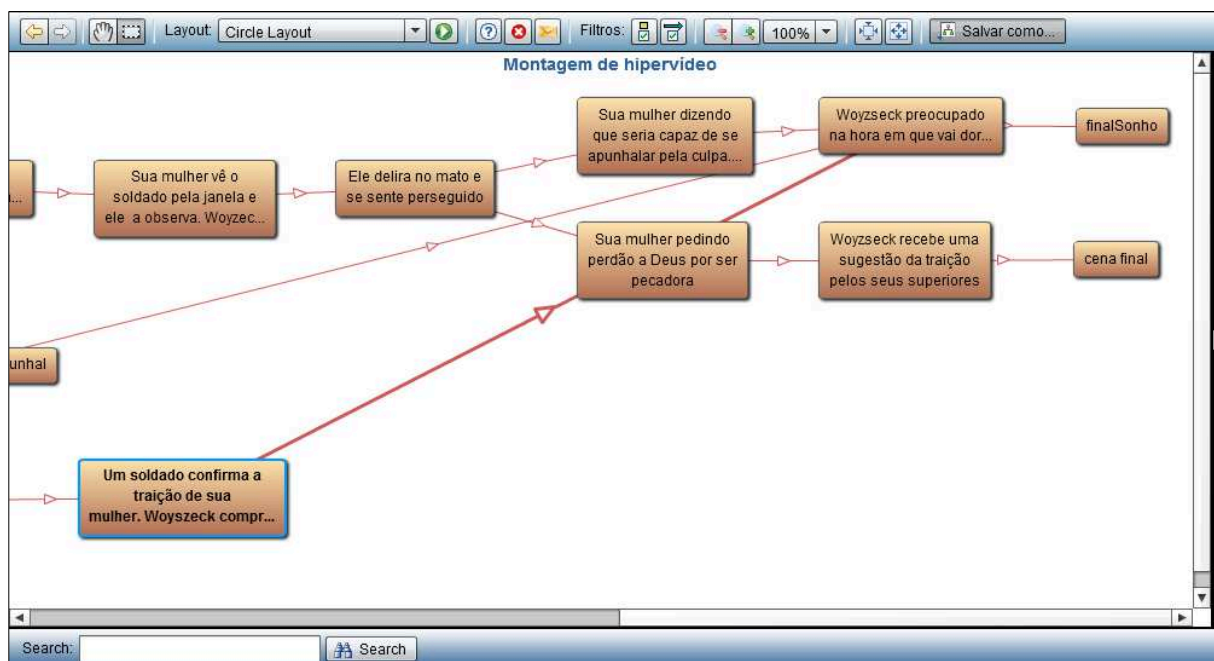 Layout: Circle Layout
Filtros:
100%
Salvar como...
Montagem de hipervídeo
Sua mulher vê o
soldado pela janela e
ele a observa. Woyzec...
Ele delira no mato e
se sente perseguido
Sua mulher dizendo
que seria capaz de se
apunhalar pela culpa....
Woyzseck preocupado
na hora em que vai dor...
finalSonho
Sua mulher pedindo
perdão a Deus por ser
pecadora
Woyzseck recebe uma
sugestão da traição
pelos seus superiores
cena final
unhal
Um soldado confirma a
traição de sua
mulher. Woyszeck compr...
Search:
Search